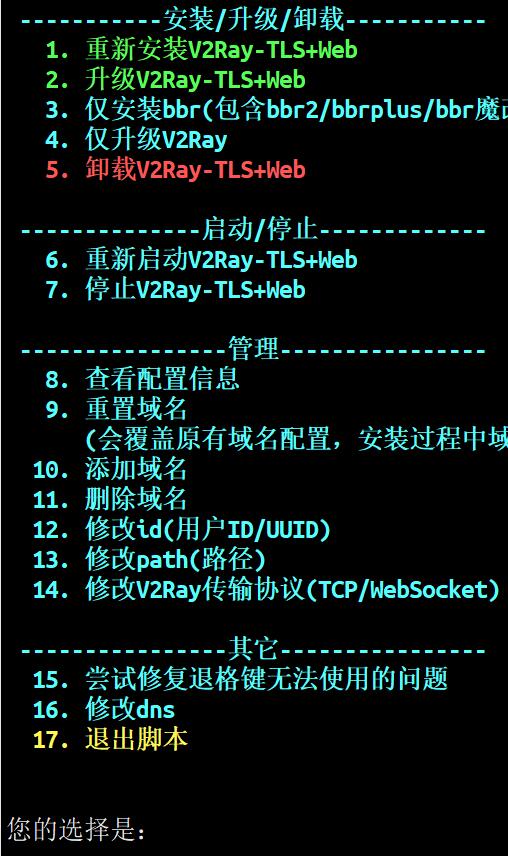 -----------安装/升级/卸载-----------
1. 重新安装V2Ray-TLS+Web
2. 升级V2Ray-TLS+Web
3. 仅安装bbr(包含bbr2/bbrplus/bbr魔改
4. 仅升级V2Ray
5. 卸载V2Ray-TLS+Web
--------------启动/停止-------------
6. 重新启动V2Ray-TLS+Web
7. 停止V2Ray-TLS+Web
----------------管理----------------
8. 查看配置信息
9. 重置域名
(会覆盖原有域名配置，安装过程中域
10. 添加域名
11. 删除域名
12. 修改id(用户ID/UUID)
13. 修改path(路径)
14. 修改V2Ray传输协议(TCP/WebSocket)
----------------其它----------------
15. 尝试修复退格键无法使用的问题
16. 修改dns
17. 退出脚本
您的选择是：